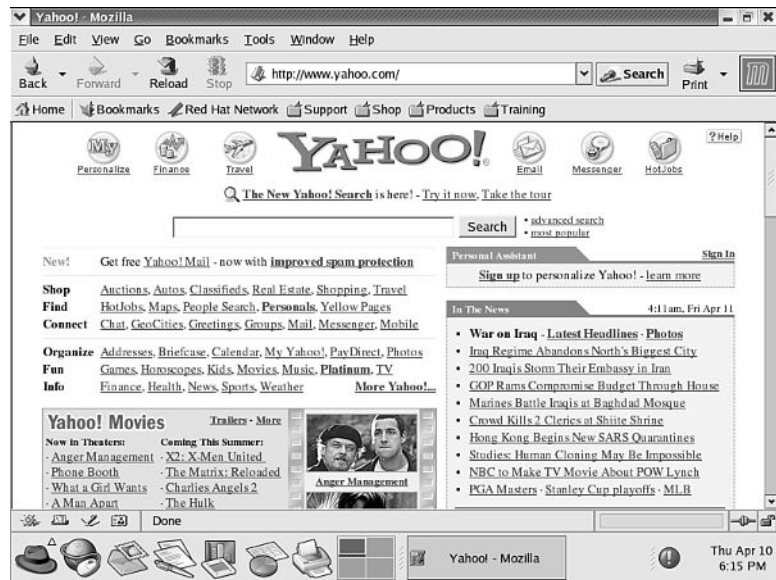 Yahoo! - Mozilla
File Edit View Go Bookmarks Tools Window Help
http://www.yahoo.com/
Search
Back Forward Reload Stop Print
Home Bookmarks Red Hat Network Support Shop Products Training
My
YAHOO!
?Help
Personalize Finance Travel Email Messenger HotJobs
The New Yahoo! Search is here! - Try it now, Take the tour
Search
• advanced search
• most popular
New! Get free Yahoo! Mail - now with improved spam protection
Shop Auctions, Autos, Classifieds, Real Estate, Shopping, Travel
Find HotJobs, Maps, People Search, Personals, Yellow Pages
Connect Chat, GeoCities, Greetings, Groups, Mail, Messenger, Mobile
Organize Addresses, Briefcase, Calendar, My Yahoo!, PayDirect, Photos
Fun Games, Horoscopes, Kids, Movies, Music, Platinum, TV
Info Finance, Health, News, Sports, Weather More Yahoo!...
Yahoo! Movies Trailers - More
Now in Theaters:
· Anger Management
· Phone Booth
· What a Girl Wants
· A Man Apart
Coming This Summer:
· X2: X-Men United
· The Matrix: Reloaded
· Charlies Angels 2
· The Hulk
Anger Management
Personal Assistant Sign In
Sign up to personalize Yahoo! - learn more
In The News 4:11am, Fri Apr 11
• War on Iraq - Latest Headlines - Photos
• Iraq Regime Abandons North's Biggest City
• 200 Iraqis Storm Their Embassy in Iran
• GOP Rams Compromise Budget Through House
• Marines Battle Iraqis at Baghdad Mosque
• Crowd Kills 2 Clerics at Shiite Shrine
• Hong Kong Begins New SARS Quarantines
• Studies: Human Cloning May Be Impossible
• NBC to Make TV Movie About POW Lynch
• PGA Masters · Stanley Cup playoffs · MLB
Done
Yahoo! - Mozilla
Thu Apr 10
6:15 PM